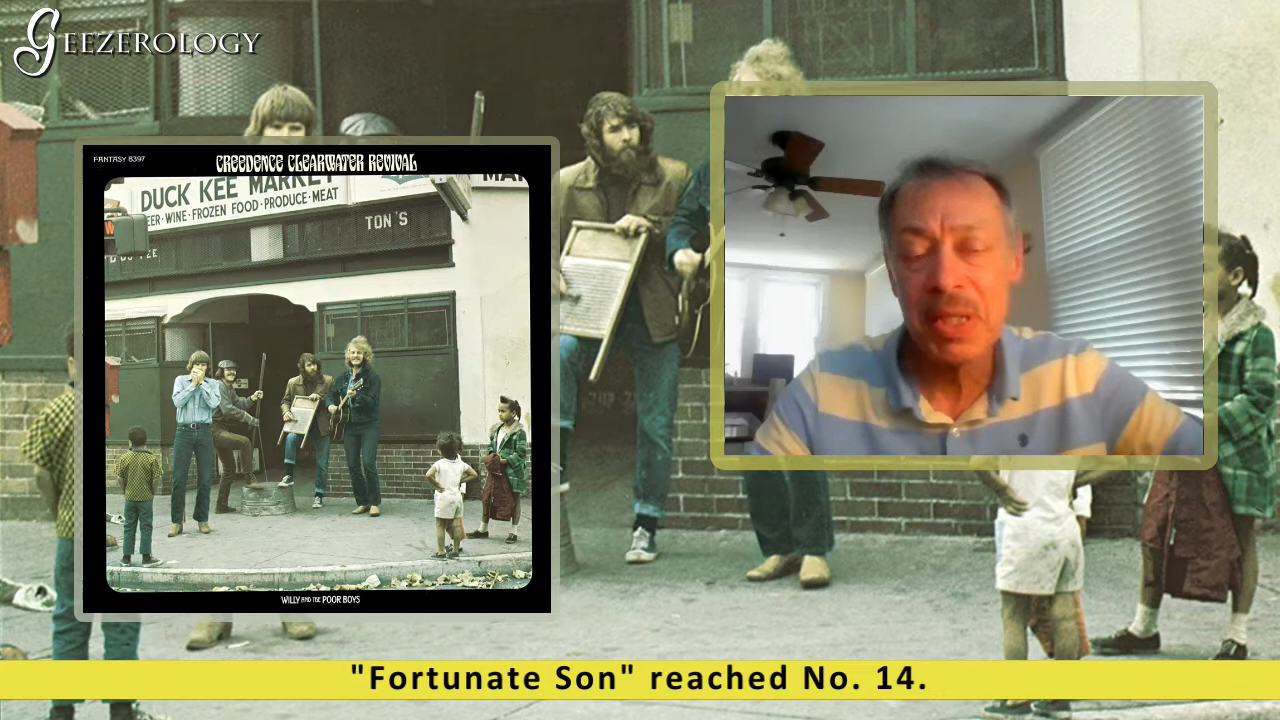 GEEZEROLOGY
FANTASY 8397
CREEDENCE CLEARWATER REVIVAL
DUCK KEE MARKET
BEER · WINE · FROZEN FOOD · PRODUCE · MEAT
TON'S
WILLY AND THE POOR BOYS
"Fortunate Son" reached No. 14.